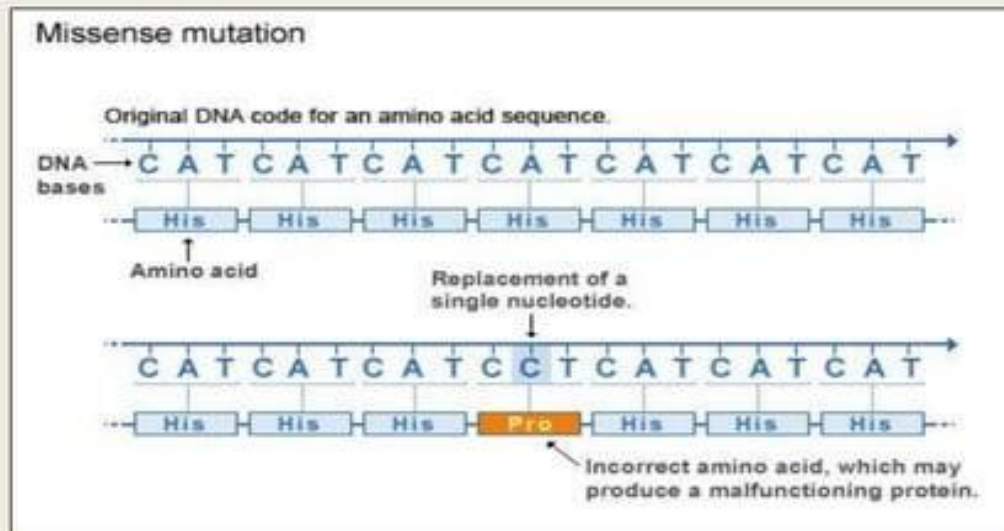 Missense mutation
Original DNA code for an amino acid sequence.
DNA bases
C A T C A T C A T C A T C A T C A T C A T
His His His His His His His
Amino acid
Replacement of a
single nucleotide.
C A T C A T C A T C C T C A T C A T C A T
His His His Pro His His His
Incorrect amino acid, which may
produce a malfunctioning protein.